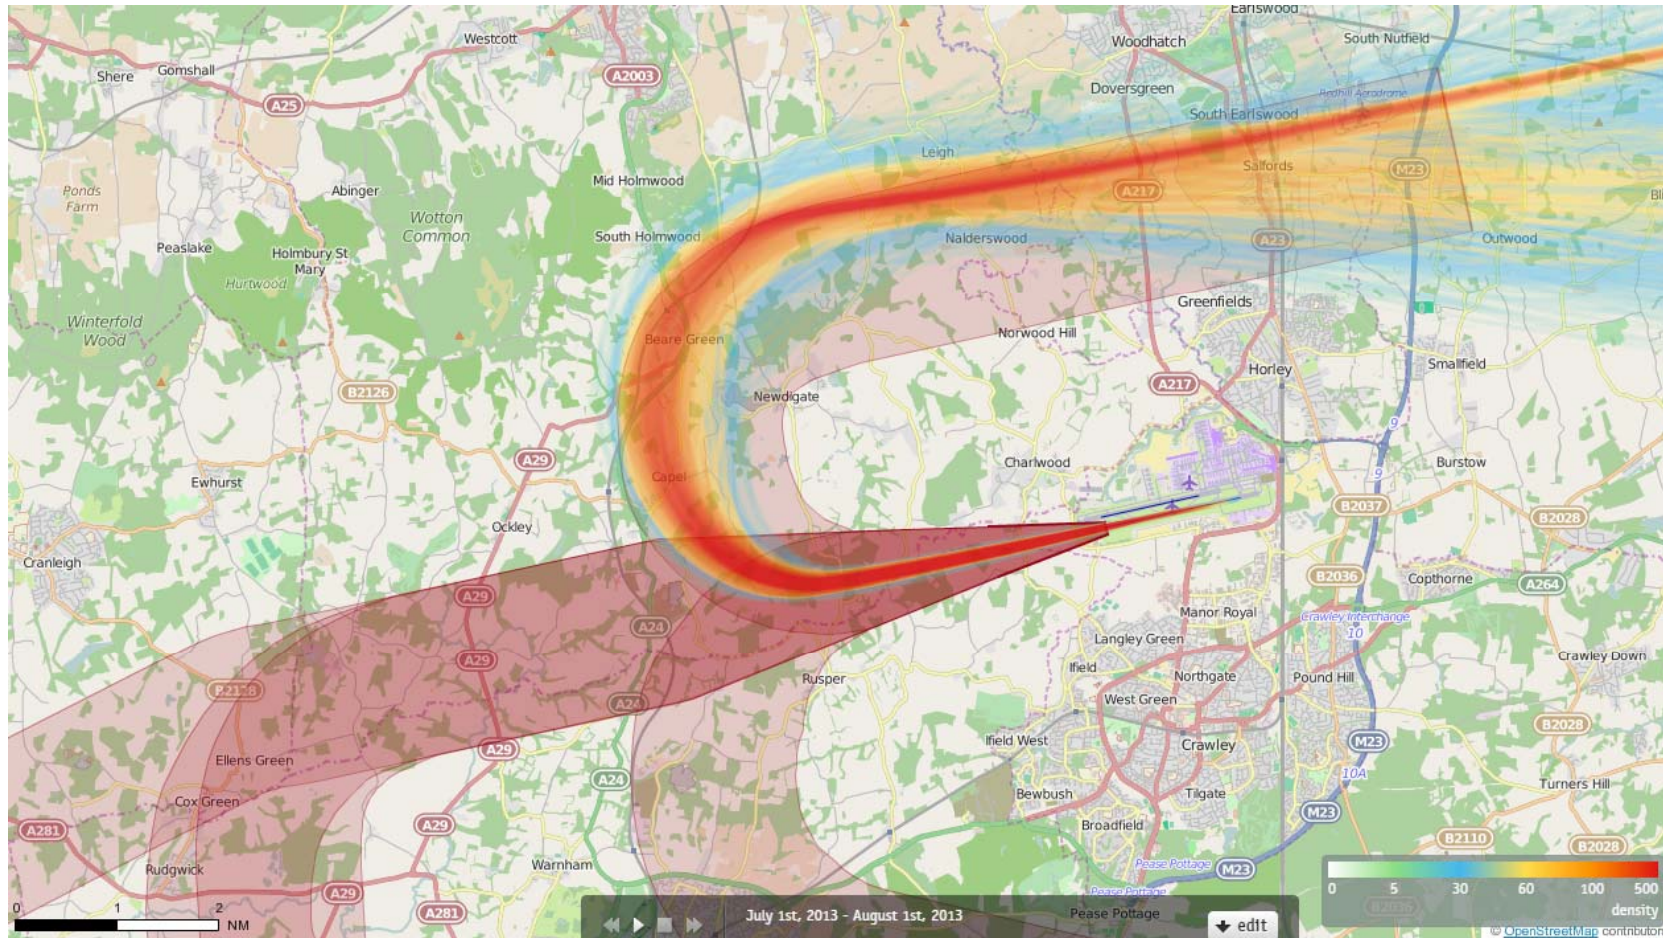 Earlswood
Westcott
Woodhatch
South Nutfield
Shere
Gomshall
A2003
Doversgreen
Redhill Aerodrome
A25
South Earlswood
Leigh
Salfords
M23
Mid Holmwood
Abinger
A217
Ponds
Farm
Wotton
Common
South Holmwood
Nalderswood
A23
Outwood
Peaslake
Holmbury St
Mary
Hurtwood
Greenfields
Winterfold
Wood
Beare Green
Norwood Hill
Smallfield
Horley
A217
B2126
Newdigate
9
A29
Charlwood
Burstow
9
Capel
Ewhurst
B2037
B2028
Ockley
Cranleigh
B2036
Copthorne
A264
A29
Manor Royal
Crawley Interchange
10
A24
Langley Green
Crawley Down
A29
Ifield
Northgate
Pound Hill
Rusper
B2128
A24
West Green
B2028
Ifield West
Crawley
M23
A29
Ellens Green
10A
A24
Turners Hill
Cox Green
Bewbush
Tilgate
M23
A281
A29
Broadfield
B2110
B2028
Rudgwick
Warnham
Pease Pottage
M23
A29
Pease Pottage
0 5 30 60 100 500
density
0 1 2
NM
A281
July 1st, 2013 - August 1st, 2013
Pease Pottage
edit
B2036
© OpenStreetMap contributors